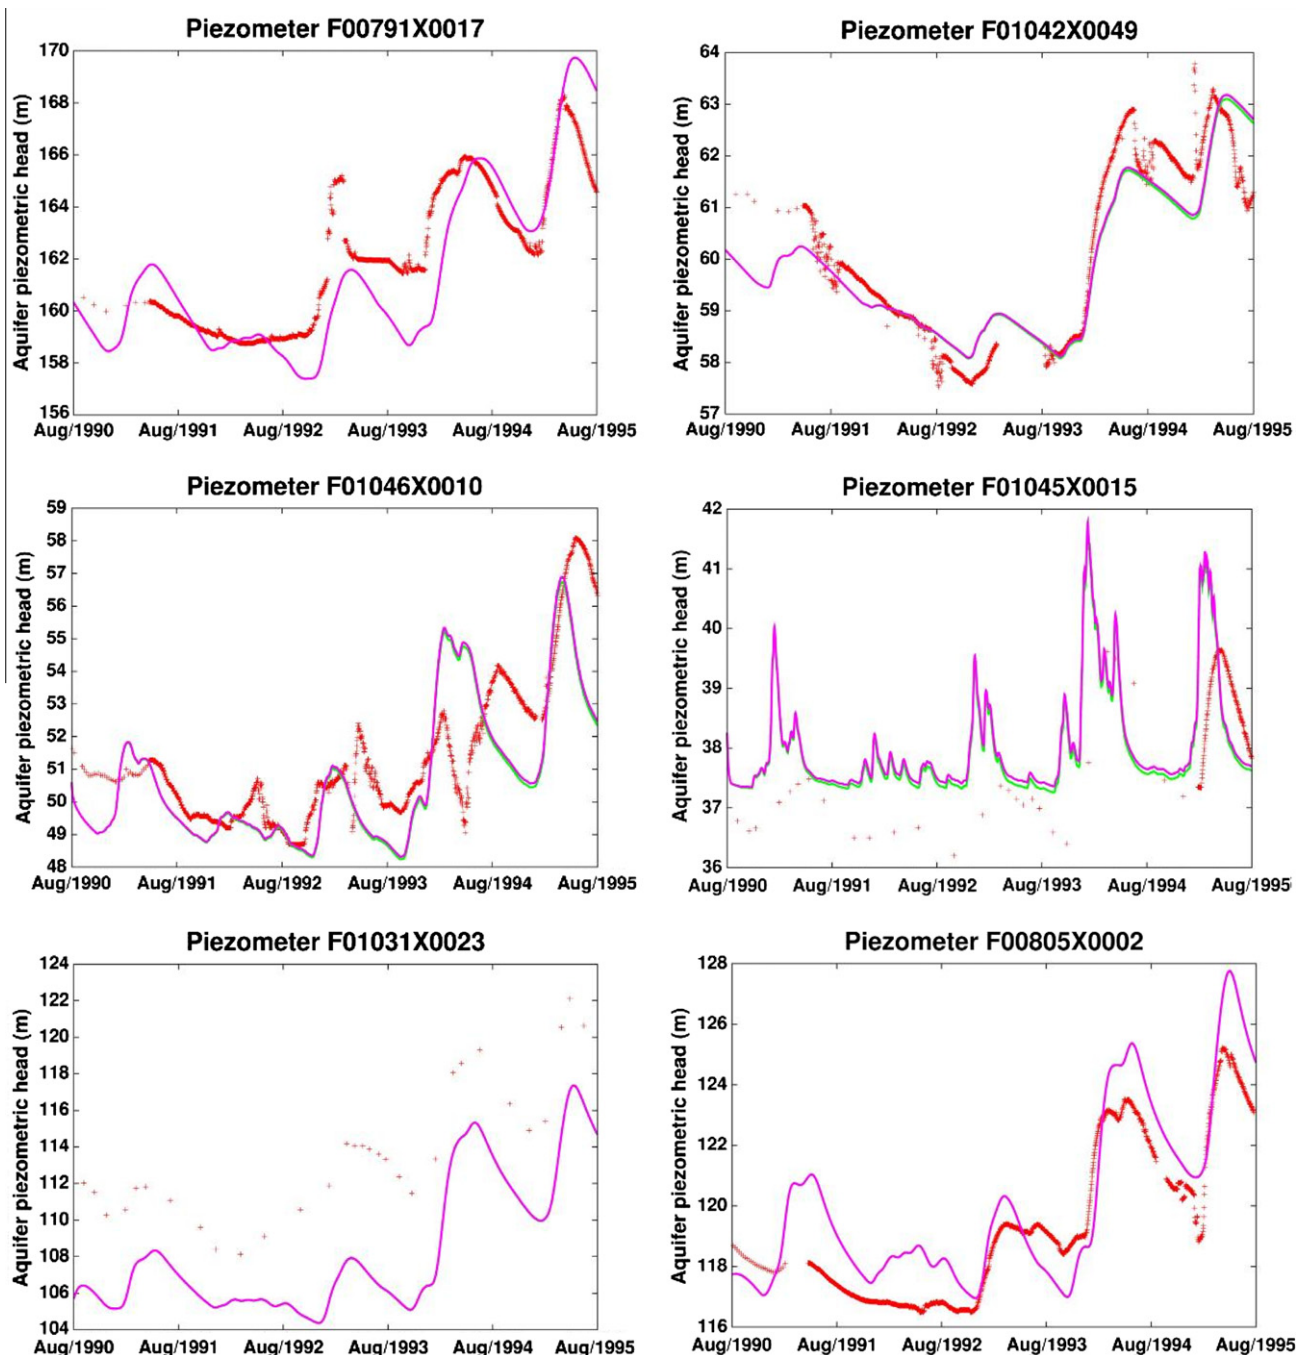 Piezometer F00791X0017
Aquifer piezometric head (m)
170
168
166
164
162
160
158
156
Aug/1990 Aug/1991 Aug/1992 Aug/1993 Aug/1994 Aug/1995
Piezometer F01042X0049
Aquifer piezometric head (m)
64
63
62
61
60
59
58
57
Aug/1990 Aug/1991 Aug/1992 Aug/1993 Aug/1994 Aug/1995
Piezometer F01046X0010
Aquifer piezometric head (m)
59
58
57
56
55
54
53
52
51
50
49
48
Aug/1990 Aug/1991 Aug/1992 Aug/1993 Aug/1994 Aug/1995
Piezometer F01045X0015
Aquifer piezometric head (m)
42
41
40
39
38
37
36
Aug/1990 Aug/1991 Aug/1992 Aug/1993 Aug/1994 Aug/1995
Piezometer F01031X0023
Aquifer piezometric head (m)
124
122
120
118
116
114
112
110
108
106
104
Aug/1990 Aug/1991 Aug/1992 Aug/1993 Aug/1994 Aug/1995
Piezometer F00805X0002
Aquifer piezometric head (m)
128
126
124
122
120
118
116
Aug/1990 Aug/1991 Aug/1992 Aug/1993 Aug/1994 Aug/1995